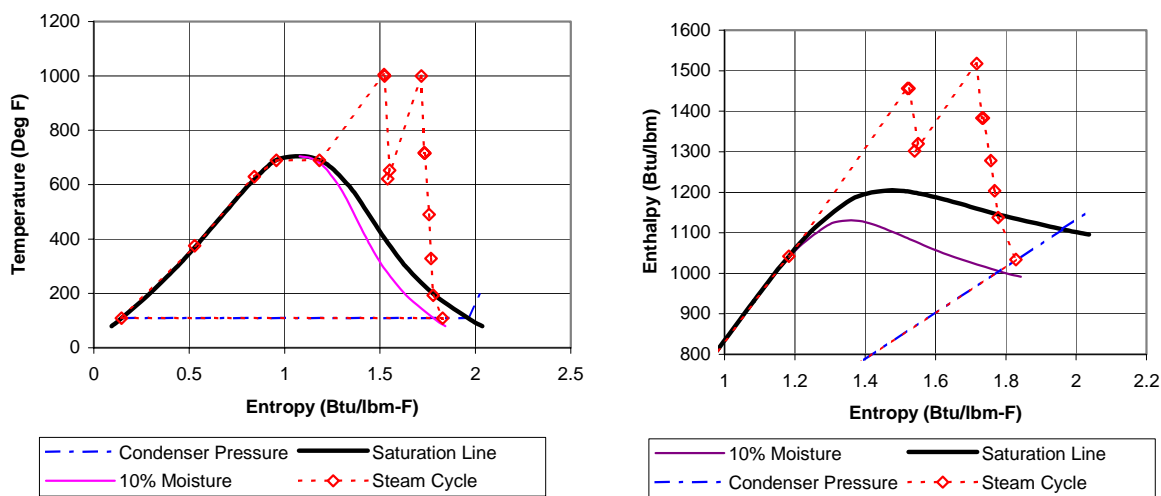 1200
1000
800
600
400
200
0
Temperature (Deg F)
0 0.5 1 1.5 2 2.5
Entropy (Btu/lbm-F)
Condenser Pressure Saturation Line
10% Moisture Steam Cycle
1600
1500
1400
1300
1200
1100
1000
900
800
Enthalpy (Btu/lbm)
1 1.2 1.4 1.6 1.8 2 2.2
Entropy (Btu/lbm-F)
10% Moisture Saturation Line
Condenser Pressure Steam Cycle